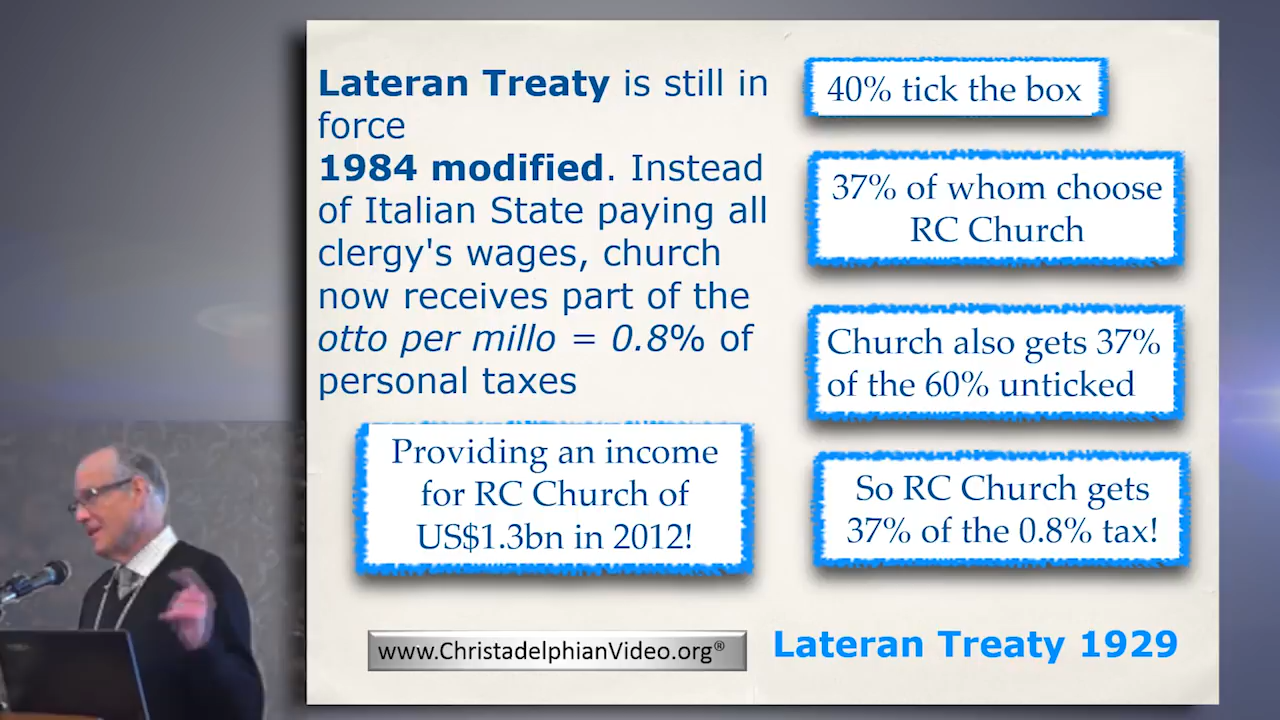 Lateran Treaty is still in
force
1984 modified. Instead
of Italian State paying all
clergy's wages, church
now receives part of the
otto per millo = 0.8% of
personal taxes
Providing an income
for RC Church of
US$1.3bn in 2012!
40% tick the box
37% of whom choose
RC Church
Church also gets 37%
of the 60% unticked
So RC Church gets
37% of the 0.8% tax!
www.ChristadelphianVideo.org®
Lateran Treaty 1929